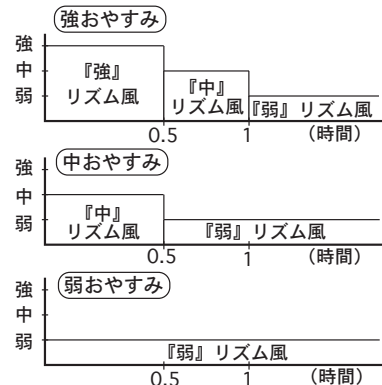 強おやすみ
強
中
弱
『強』
リズム風
『中』
リズム風
『弱』リズム風
0.5
1
(時間)
中おやすみ
強
中
弱
『中』
リズム風
『弱』リズム風
0.5
1
(時間)
弱おやすみ
強
中
弱
『弱』リズム風
0.5
1
(時間)